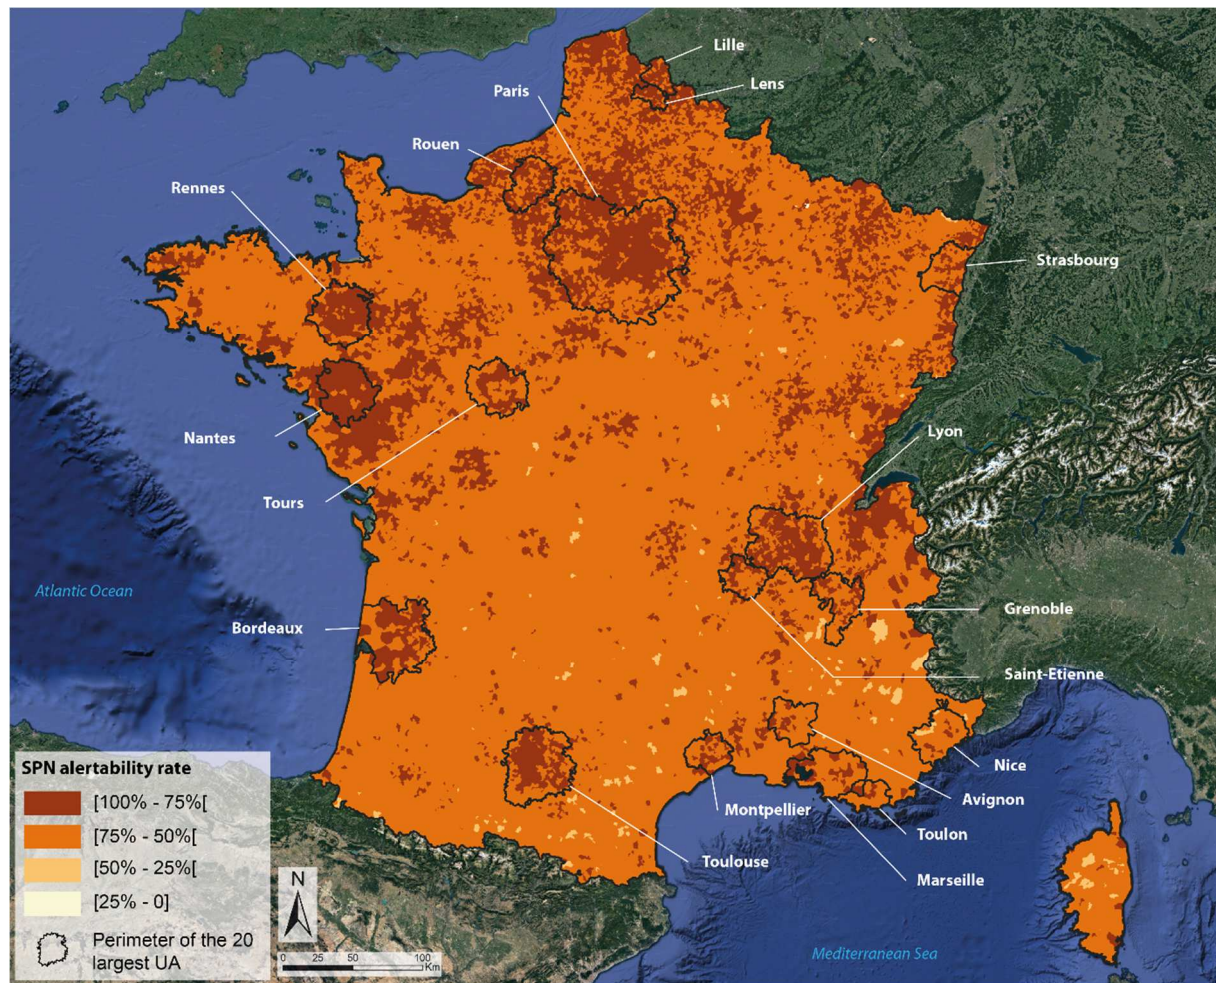 Lille
Lens
Paris
Rouen
Rennes
Strasbourg
Nantes
Lyon
Tours
Atlantic Ocean
Bordeaux
Grenoble
Saint-Etienne
Nice
Avignon
Montpellier
Toulon
Toulouse
Marseille
Mediterranean Sea
SPN alertability rate
[100% - 75%[
[75% - 50%[
[50% - 25%[
[25% - 0]
Perimeter of the 20
largest UA
N
0 25 50 100
Km